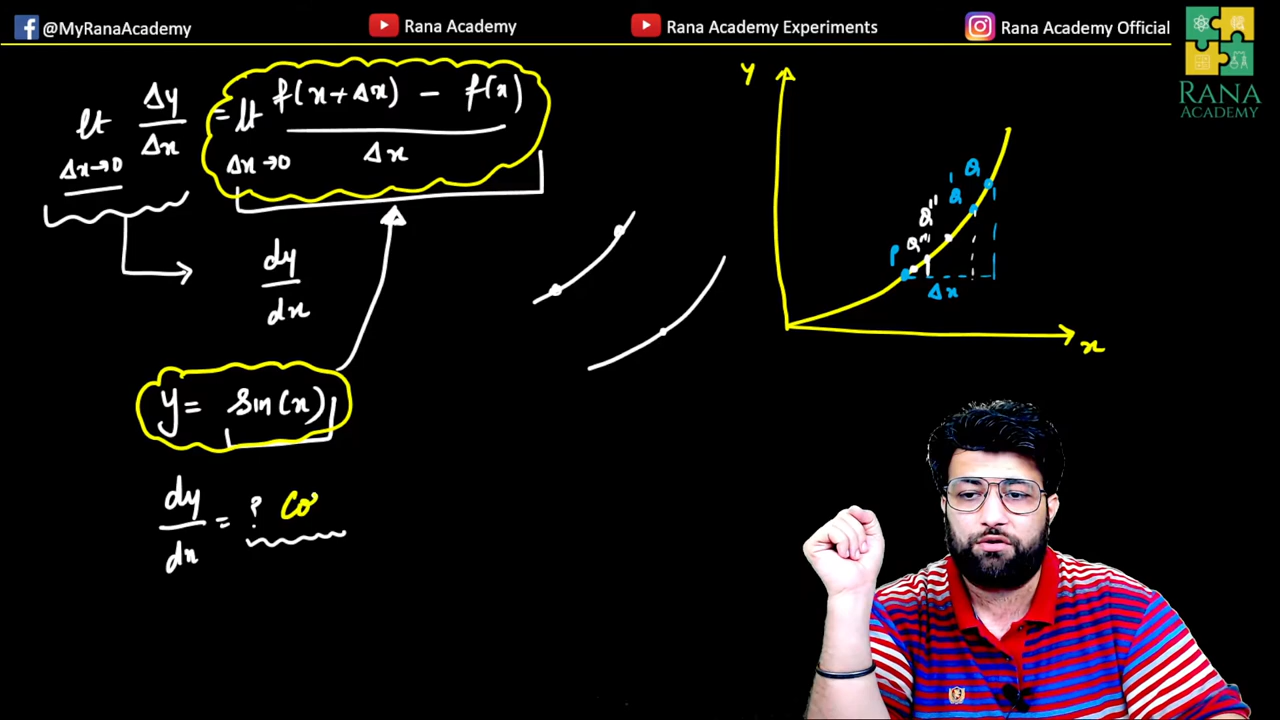 @MyRanaAcademy
Rana Academy
Rana Academy Experiments
Rana Academy Official
RANA
ACADEMY
lt Δx→0 Δy/Δx = lt Δx→0 f(x+Δx) − f(x) / Δx
dy/dx
y = Sin(x)
dy/dx = ? Cos
y
Q
Q'
Q''
Q'''
P
Δx
x